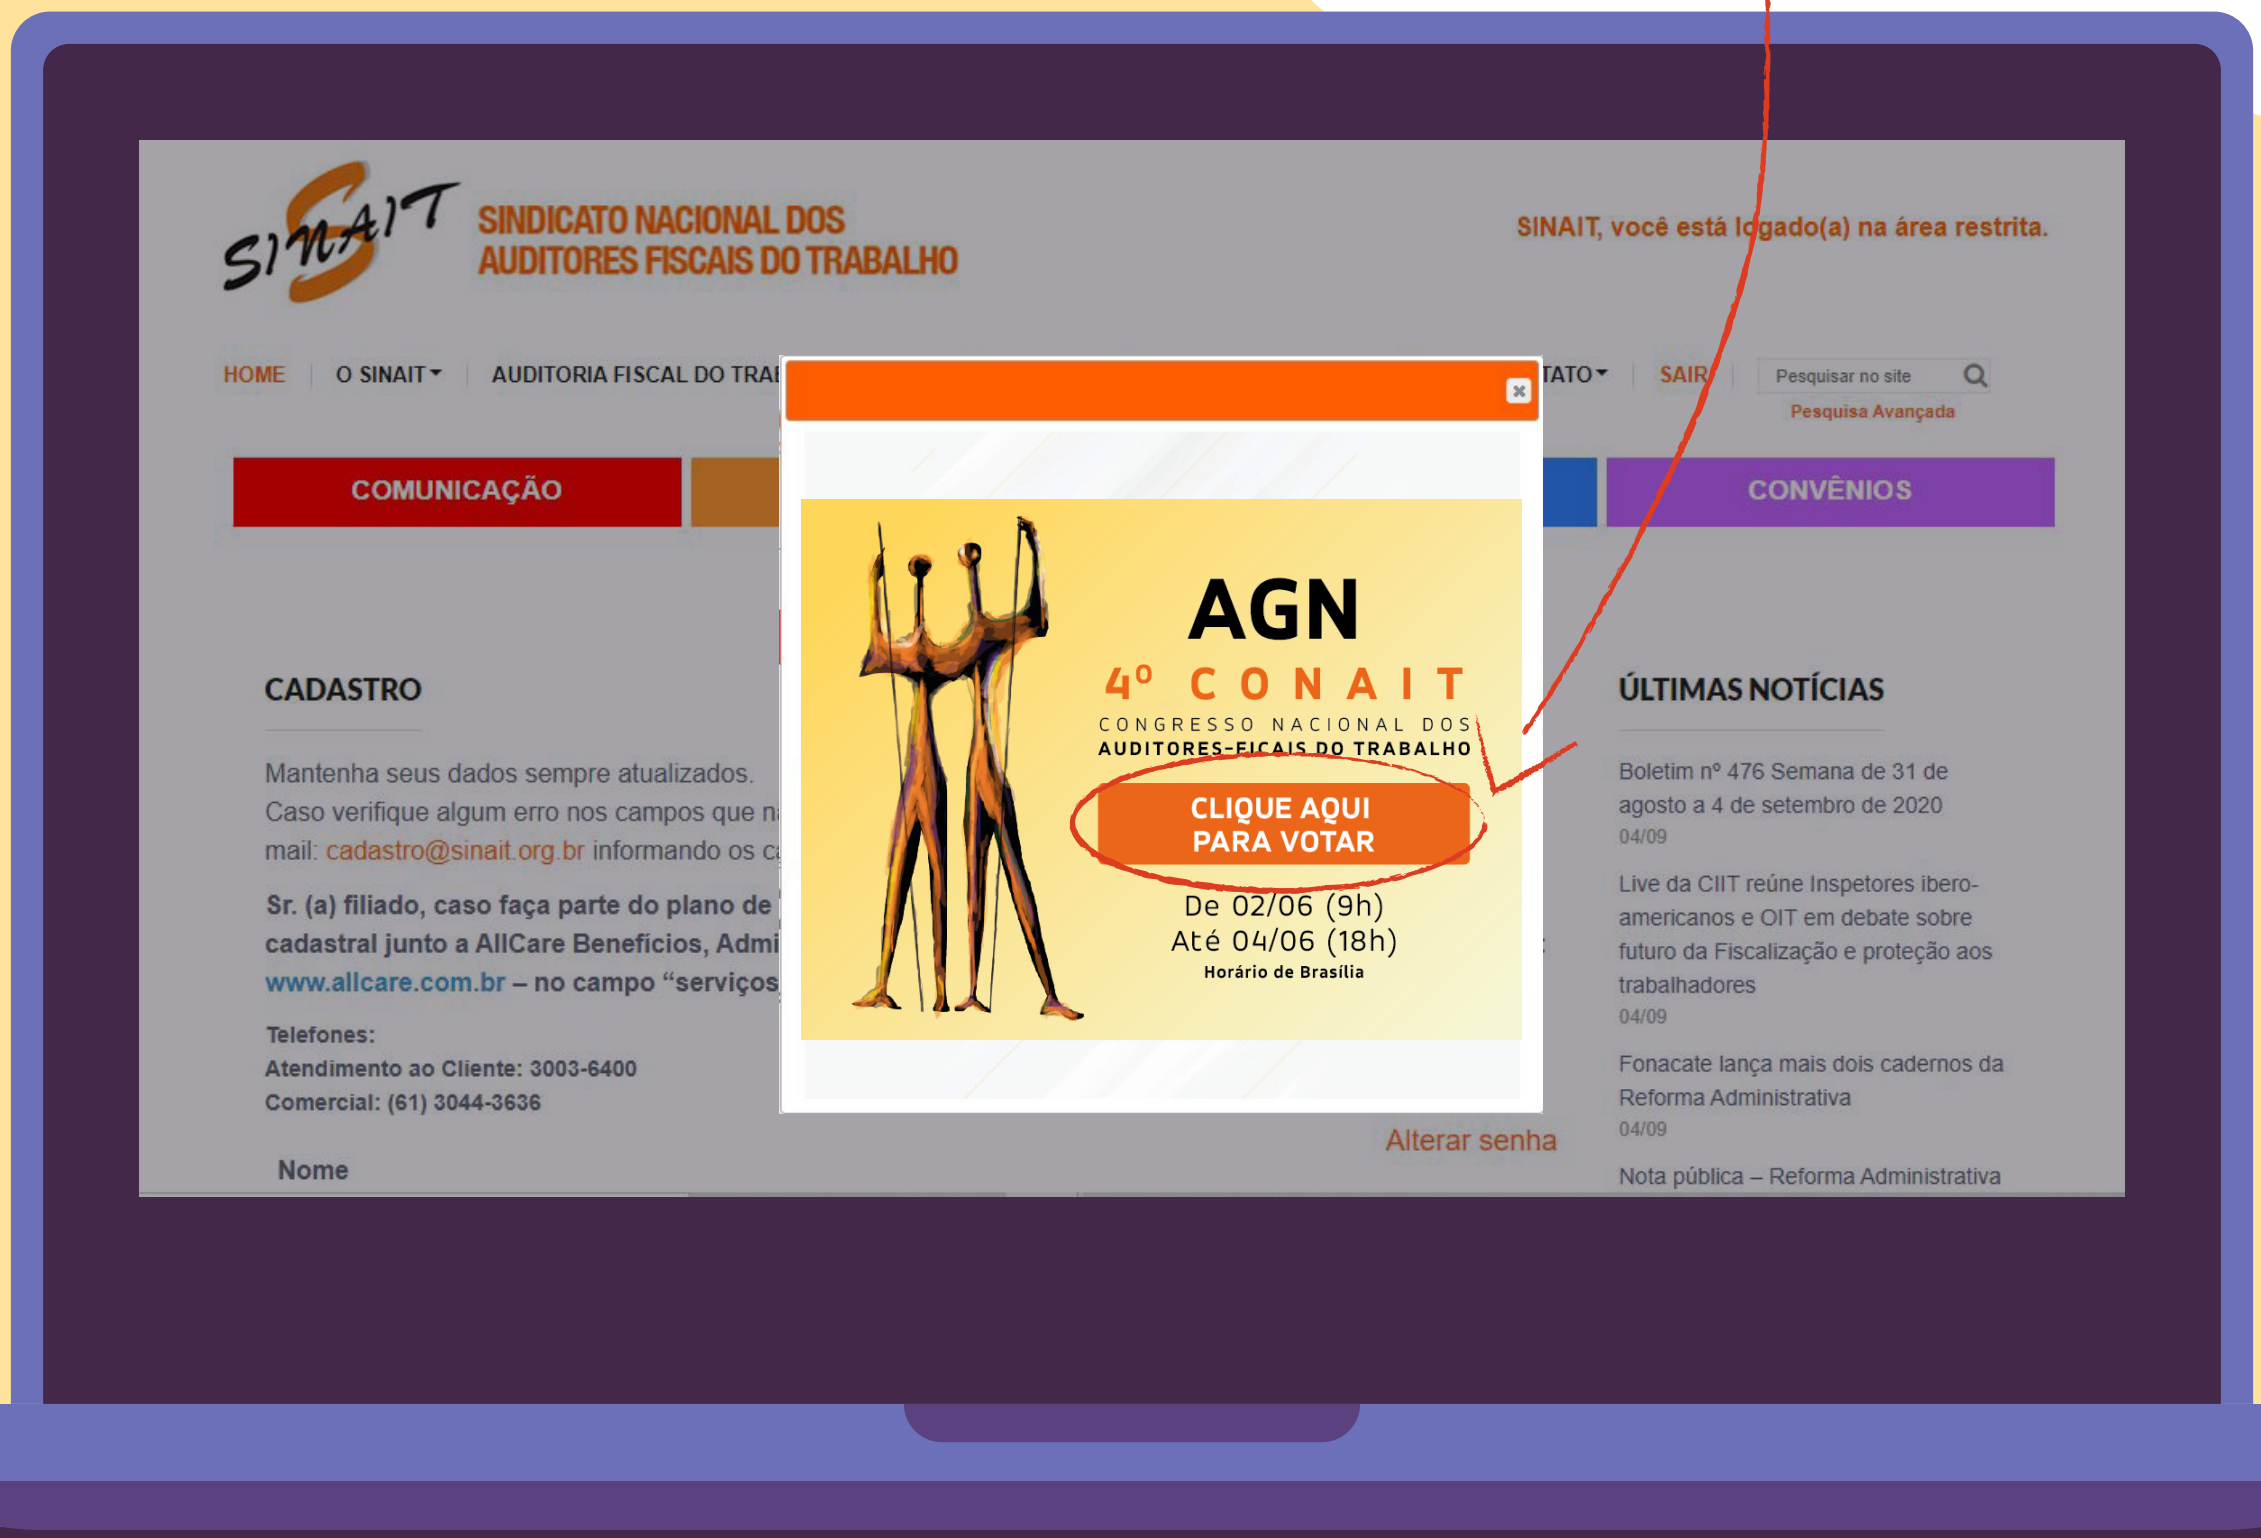 SINAIT
SINDICATO NACIONAL DOS
AUDITORES FISCAIS DO TRABALHO
SINAIT, você está logado(a) na área restrita.
HOME
O SINAIT
AUDITORIA FISCAL DO TRA
TATO
SAIR
Pesquisar no site
Pesquisa Avançada
COMUNICAÇÃO
CONVÊNIOS
CADASTRO
Mantenha seus dados sempre atualizados.
Caso verifique algum erro nos campos que n
mail: cadastro@sinait.org.br informando os c
Sr. (a) filiado, caso faça parte do plano de
cadastral junto a AllCare Benefícios, Admi
www.allcare.com.br – no campo “serviços
Telefones:
Atendimento ao Cliente: 3003-6400
Comercial: (61) 3044-3636
Nome
AGN
4º CONAIT
CONGRESSO NACIONAL DOS
AUDITORES-FICAIS DO TRABALHO
CLIQUE AQUI
PARA VOTAR
De 02/06 (9h)
Até 04/06 (18h)
Horário de Brasília
Alterar senha
ÚLTIMAS NOTÍCIAS
Boletim nº 476 Semana de 31 de
agosto a 4 de setembro de 2020
04/09
Live da CIIT reúne Inspetores ibero-
americanos e OIT em debate sobre
futuro da Fiscalização e proteção aos
trabalhadores
04/09
Fonacate lança mais dois cadernos da
Reforma Administrativa
04/09
Nota pública – Reforma Administrativa